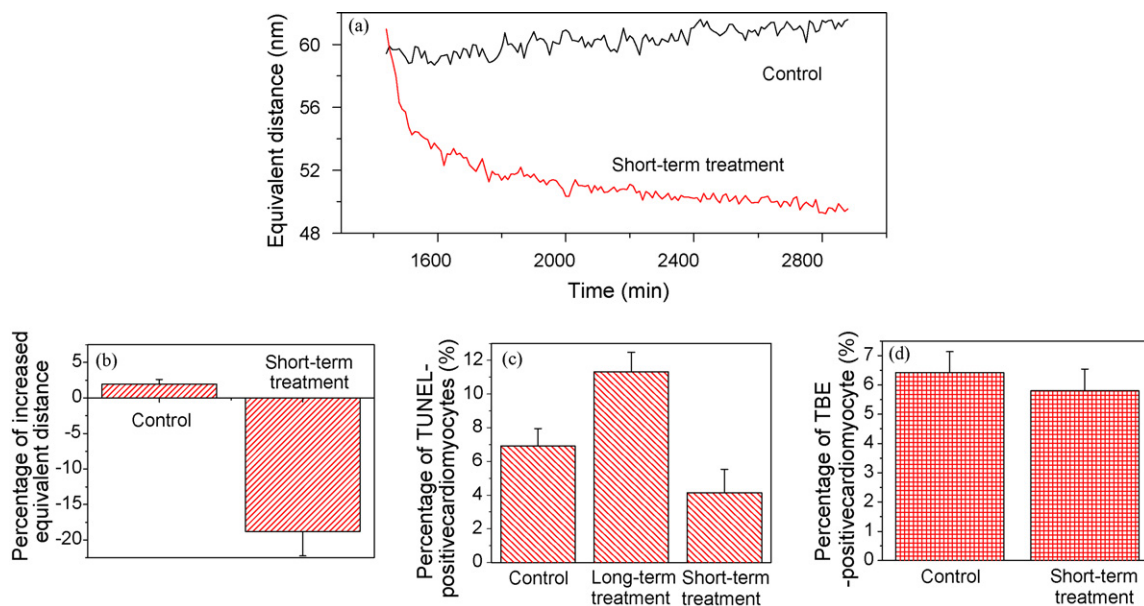 (a)
Equivalent distance (nm)
60
56
52
48
Control
Short-term treatment
1600
2000
2400
2800
Time (min)
(b)
Percentage of increased
equivalent distance
5
0
-5
-10
-15
-20
Control
Short-term
treatment
(c)
Percentage of TUNEL-
positivecardiomyocytes (%)
12
10
8
6
4
2
0
Control
Long-term
treatment
Short-term
treatment
(d)
Percentage of TBE
-positivecardiomyocyte (%)
7
6
5
4
3
2
1
0
Control
Short-term
treatment